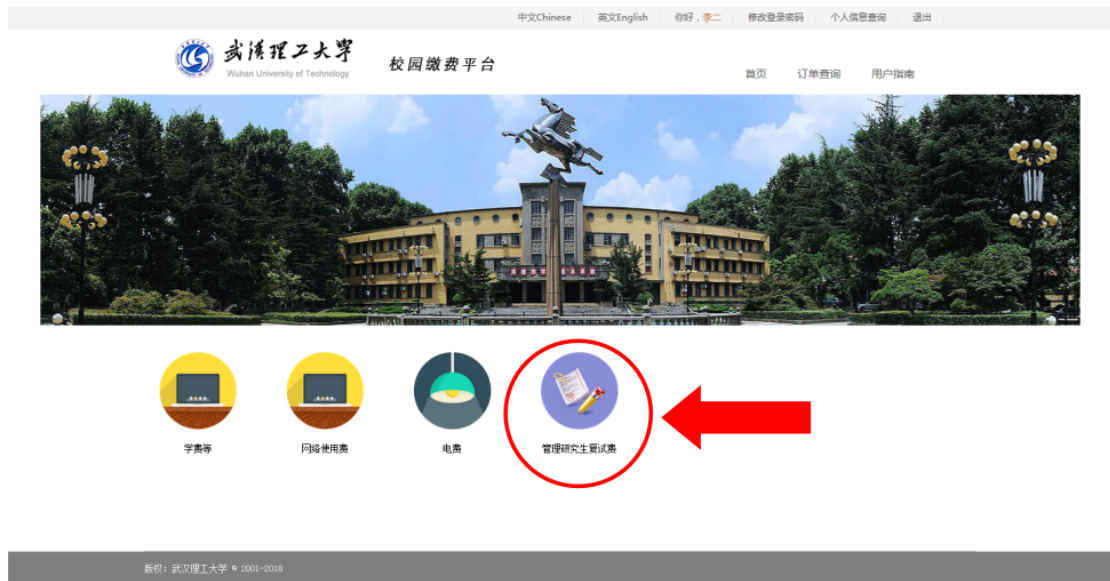 中文Chinese 英文English 你好，李二 修改登录密码 个人信息查询 退出
武汉理工大学
Wuhan University of Technology
校园缴费平台
首页 订单查询 用户指南
学费等 网络使用费 电费 管理研究生复试费
版权：武汉理工大学 © 2001-2018